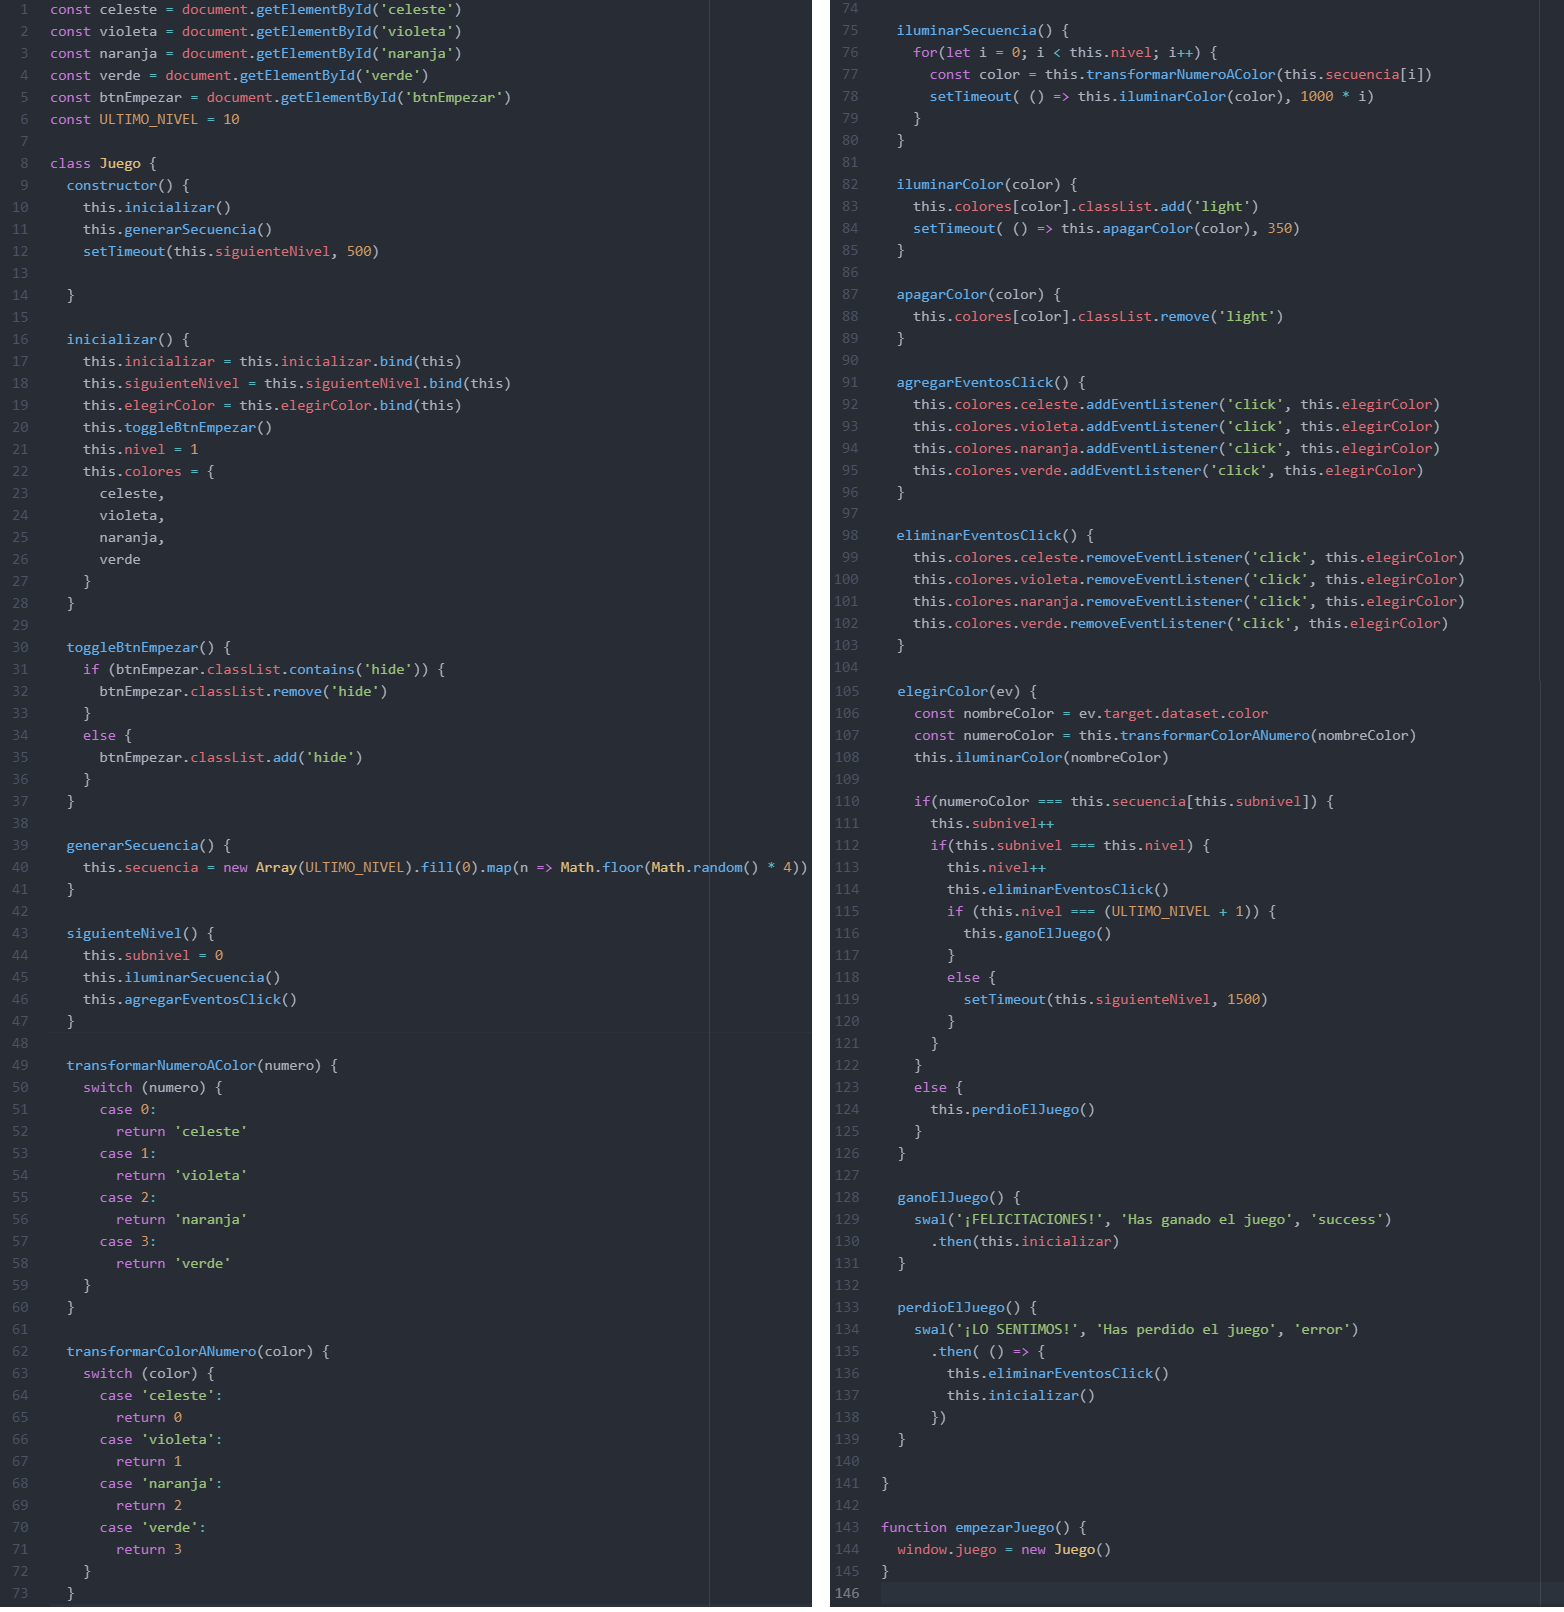 1 const celeste = document.getElementById('celeste')
2 const violeta = document.getElementById('violeta')
3 const naranja = document.getElementById('naranja')
4 const verde = document.getElementById('verde')
5 const btnEmpezar = document.getElementById('btnEmpezar')
6 const ULTIMO_NIVEL = 10
7
8 class Juego {
9   constructor() {
10     this.inicializar()
11     this.generarSecuencia()
12     setTimeout(this.siguienteNivel, 500)
13
14   }
15
16   inicializar() {
17     this.inicializar = this.inicializar.bind(this)
18     this.siguienteNivel = this.siguienteNivel.bind(this)
19     this.elegirColor = this.elegirColor.bind(this)
20     this.toggleBtnEmpezar()
21     this.nivel = 1
22     this.colores = {
23       celeste,
24       violeta,
25       naranja,
26       verde
27     }
28   }
29
30   toggleBtnEmpezar() {
31     if (btnEmpezar.classList.contains('hide')) {
32       btnEmpezar.classList.remove('hide')
33     }
34     else {
35       btnEmpezar.classList.add('hide')
36     }
37   }
38
39   generarSecuencia() {
40     this.secuencia = new Array(ULTIMO_NIVEL).fill(0).map(n => Math.floor(Math.random() * 4))
41   }
42
43   siguienteNivel() {
44     this.subnivel = 0
45     this.iluminarSecuencia()
46     this.agregarEventosClick()
47   }
48
49   transformarNumeroAColor(numero) {
50     switch (numero) {
51       case 0:
52         return 'celeste'
53       case 1:
54         return 'violeta'
55       case 2:
56         return 'naranja'
57       case 3:
58         return 'verde'
59     }
60   }
61
62   transformarColorANumero(color) {
63     switch (color) {
64       case 'celeste':
65         return 0
66       case 'violeta':
67         return 1
68       case 'naranja':
69         return 2
70       case 'verde':
71         return 3
72     }
73   }
74
75   iluminarSecuencia() {
76     for(let i = 0; i < this.nivel; i++) {
77       const color = this.transformarNumeroAColor(this.secuencia[i])
78       setTimeout( () => this.iluminarColor(color), 1000 * i)
79     }
80   }
81
82   iluminarColor(color) {
83     this.colores[color].classList.add('light')
84     setTimeout( () => this.apagarColor(color), 350)
85   }
86
87   apagarColor(color) {
88     this.colores[color].classList.remove('light')
89   }
90
91   agregarEventosClick() {
92     this.colores.celeste.addEventListener('click', this.elegirColor)
93     this.colores.violeta.addEventListener('click', this.elegirColor)
94     this.colores.naranja.addEventListener('click', this.elegirColor)
95     this.colores.verde.addEventListener('click', this.elegirColor)
96   }
97
98   eliminarEventosClick() {
99     this.colores.celeste.removeEventListener('click', this.elegirColor)
100     this.colores.violeta.removeEventListener('click', this.elegirColor)
101     this.colores.naranja.removeEventListener('click', this.elegirColor)
102     this.colores.verde.removeEventListener('click', this.elegirColor)
103   }
104
105   elegirColor(ev) {
106     const nombreColor = ev.target.dataset.color
107     const numeroColor = this.transformarColorANumero(nombreColor)
108     this.iluminarColor(nombreColor)
109
110     if(numeroColor === this.secuencia[this.subnivel]) {
111       this.subnivel++
112       if(this.subnivel === this.nivel) {
113         this.nivel++
114         this.eliminarEventosClick()
115         if (this.nivel === (ULTIMO_NIVEL + 1)) {
116           this.ganoElJuego()
117         }
118         else {
119           setTimeout(this.siguienteNivel, 1500)
120         }
121       }
122     }
123     else {
124       this.perdioElJuego()
125     }
126   }
127
128   ganoElJuego() {
129     swal('¡FELICITACIONES!', 'Has ganado el juego', 'success')
130       .then(this.inicializar)
131   }
132
133   perdioElJuego() {
134     swal('¡LO SENTIMOS!', 'Has perdido el juego', 'error')
135       .then( () => {
136         this.eliminarEventosClick()
137         this.inicializar()
138       })
139   }
140
141 }
142
143 function empezarJuego() {
144   window.juego = new Juego()
145 }
146